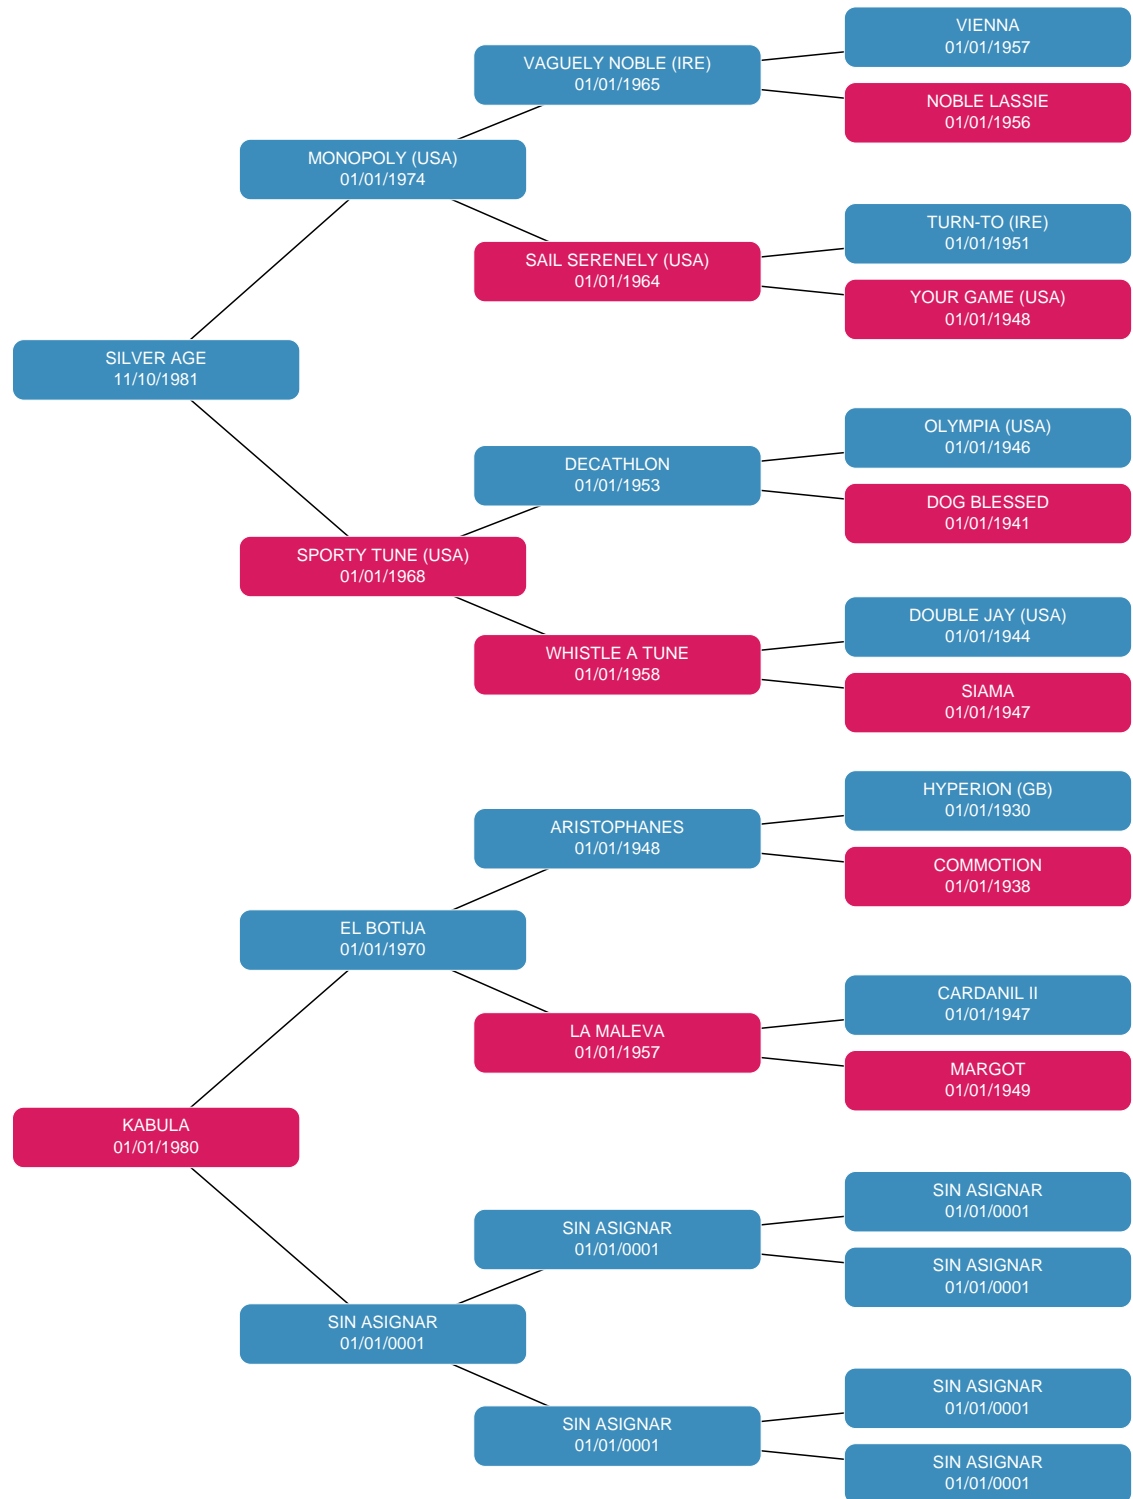 VIENNA
01/01/1957
VAGUELY NOBLE (IRE)
01/01/1965
NOBLE LASSIE
01/01/1956
MONOPOLY (USA)
01/01/1974
TURN-TO (IRE)
01/01/1951
SAIL SERENELY (USA)
01/01/1964
YOUR GAME (USA)
01/01/1948
SILVER AGE
11/10/1981
OLYMPIA (USA)
01/01/1946
DECATHLON
01/01/1953
DOG BLESSED
01/01/1941
SPORTY TUNE (USA)
01/01/1968
DOUBLE JAY (USA)
01/01/1944
WHISTLE A TUNE
01/01/1958
SIAMA
01/01/1947
HYPERION (GB)
01/01/1930
ARISTOPHANES
01/01/1948
COMMOTION
01/01/1938
EL BOTIJA
01/01/1970
CARDANIL II
01/01/1947
LA MALEVA
01/01/1957
MARGOT
01/01/1949
KABULA
01/01/1980
SIN ASIGNAR
01/01/0001
SIN ASIGNAR
01/01/0001
SIN ASIGNAR
01/01/0001
SIN ASIGNAR
01/01/0001
SIN ASIGNAR
01/01/0001
SIN ASIGNAR
01/01/0001
SIN ASIGNAR
01/01/0001